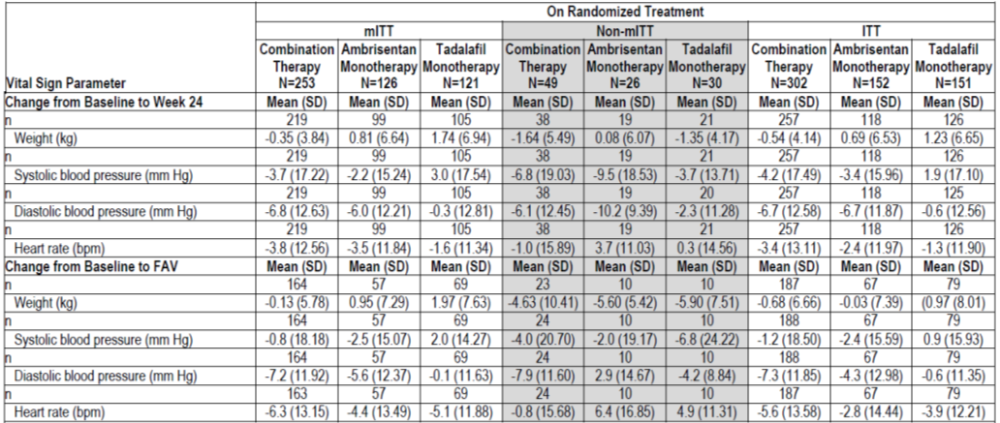 On Randomized Treatment
mITT Non-mITT ITT
Combination Ambrisentan Tadalafil Combination Ambrisentan Tadalafil Combination Ambrisentan Tadalafil
Therapy Monotherapy Monotherapy Therapy Monotherapy Monotherapy Therapy Monotherapy Monotherapy
Vital Sign Parameter N=253 N=126 N=121 N=49 N=26 N=30 N=302 N=152 N=151
Change from Baseline to Week 24 Mean (SD) Mean (SD) Mean (SD) Mean (SD) Mean (SD) Mean (SD) Mean (SD) Mean (SD) Mean (SD)
n 219 99 105 38 19 21 257 118 126
Weight (kg) -0.35 (3.84) 0.81 (6.64) 1.74 (6.94) -1.64 (5.49) 0.08 (6.07) -1.35 (4.17) -0.54 (4.14) 0.69 (6.53) 1.23 (6.65)
n 219 99 105 38 19 21 257 118 126
Systolic blood pressure (mm Hg) -3.7 (17.22) -2.2 (15.24) 3.0 (17.54) -6.8 (19.03) -9.5 (18.53) -3.7 (13.71) -4.2 (17.49) -3.4 (15.96) 1.9 (17.10)
n 219 99 105 38 19 20 257 118 125
Diastolic blood pressure (mm Hg) -6.8 (12.63) -6.0 (12.21) -0.3 (12.81) -6.1 (12.45) -10.2 (9.39) -2.3 (11.28) -6.7 (12.58) -6.7 (11.87) -0.6 (12.56)
n 219 99 105 38 19 21 257 118 126
Heart rate (bpm) -3.8 (12.56) -3.5 (11.84) -1.6 (11.34) -1.0 (15.89) 3.7 (11.03) 0.3 (14.56) -3.4 (13.11) -2.4 (11.97) -1.3 (11.90)
Change from Baseline to FAV Mean (SD) Mean (SD) Mean (SD) Mean (SD) Mean (SD) Mean (SD) Mean (SD) Mean (SD) Mean (SD)
n 164 57 69 23 10 10 187 67 79
Weight (kg) -0.13 (5.78) 0.95 (7.29) 1.97 (7.63) -4.63 (10.41) -5.60 (5.42) -5.90 (7.51) -0.68 (6.66) -0.03 (7.39) (0.97 (8.01)
n 164 57 69 24 10 10 188 67 79
Systolic blood pressure (mm Hg) -0.8 (18.18) -2.5 (15.07) 2.0 (14.27) -4.0 (20.70) -2.0 (19.17) -6.8 (24.22) -1.2 (18.50) -2.4 (15.59) 0.9 (15.93)
n 164 57 69 24 10 10 188 67 79
Diastolic blood pressure (mm Hg) -7.2 (11.92) -5.6 (12.37) -0.1 (11.63) -7.9 (11.60) 2.9 (14.67) -4.2 (8.84) -7.3 (11.85) -4.3 (12.98) -0.6 (11.35)
n 163 57 69 24 10 10 187 67 79
Heart rate (bpm) -6.3 (13.15) -4.4 (13.49) -5.1 (11.88) -0.8 (15.68) 6.4 (16.85) 4.9 (11.31) -5.6 (13.58) -2.8 (14.44) -3.9 (12.21)